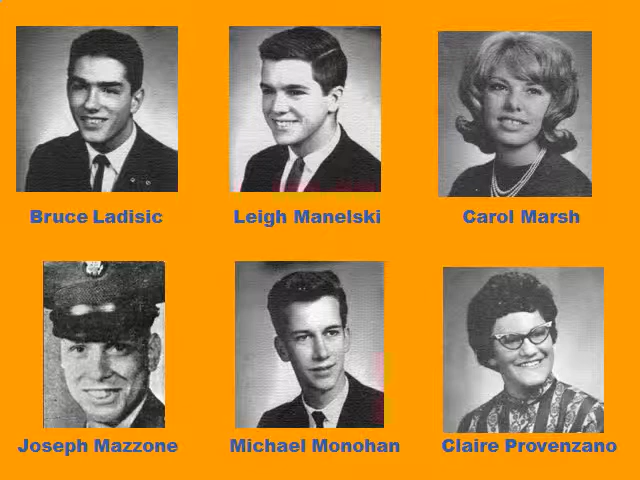 Bruce Ladisic
Leigh Manelski
Carol Marsh
Joseph Mazzone
Michael Monohan
Claire Provenzano